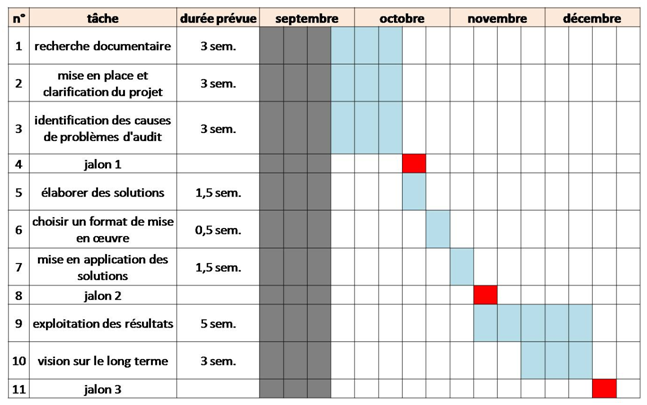 n° tâche durée prévue septembre octobre novembre décembre
1 recherche documentaire 3 sem.
2 mise en place et
clarification du projet 3 sem.
3 identification des causes
de problèmes d'audit 3 sem.
4 jalon 1
5 élaborer des solutions 1,5 sem.
6 choisir un format de mise
en œuvre 0,5 sem.
7 mise en application des
solutions 1,5 sem.
8 jalon 2
9 exploitation des résultats 5 sem.
10 vision sur le long terme 3 sem.
11 jalon 3